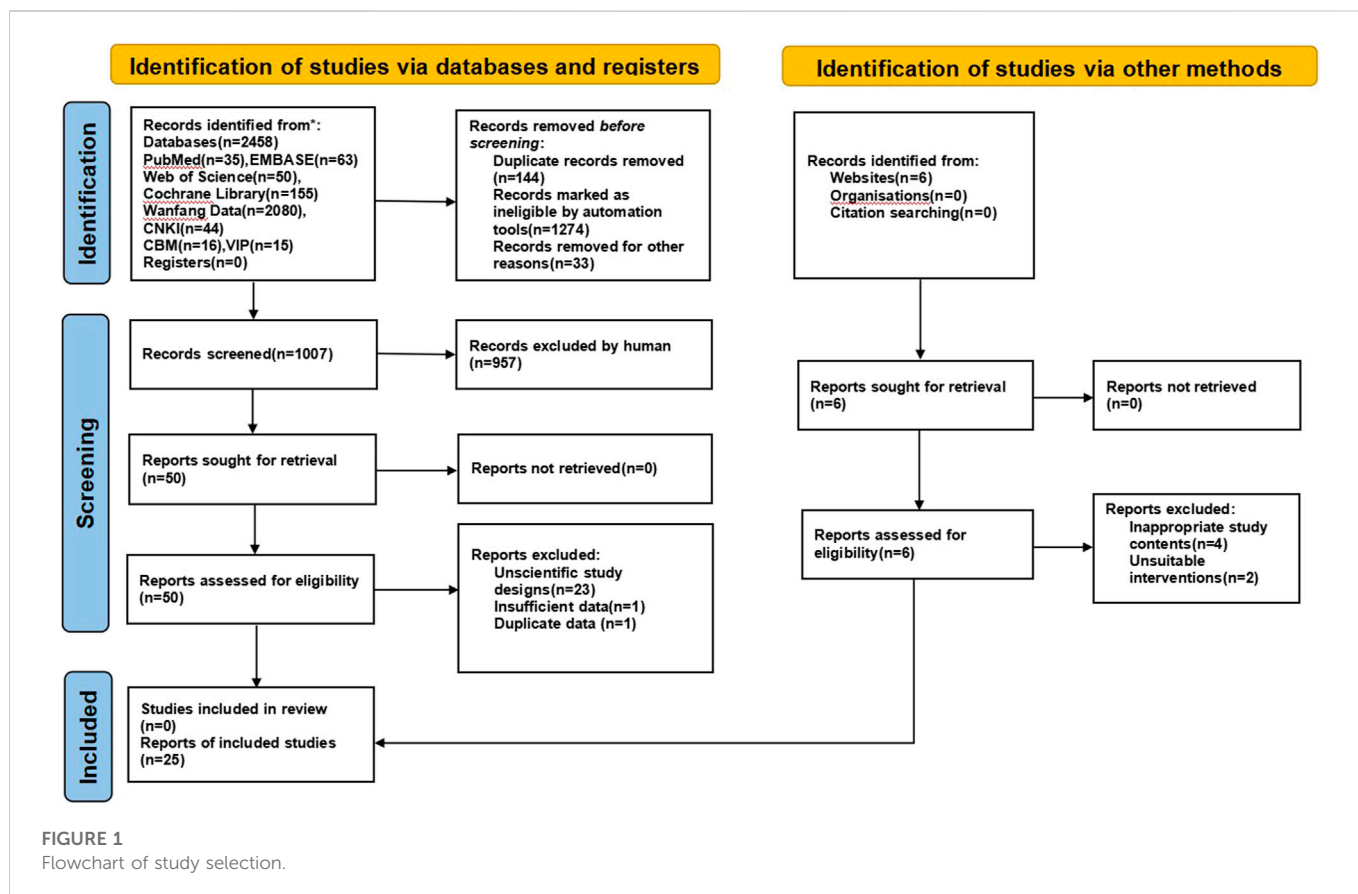 Identification of studies via databases and registers
Identification of studies via other methods
Identification
Records identified from*:
Databases(n=2458)
PubMed(n=35),EMBASE(n=63)
Web of Science(n=50),
Cochrane Library(n=155)
Wanfang Data(n=2080),
CNKI(n=44)
CBM(n=16),VIP(n=15)
Registers(n=0)
Records removed before
screening:
Duplicate records removed
(n=144)
Records marked as
ineligible by automation
tools(n=1274)
Records removed for other
reasons(n=33)
Records identified from:
Websites(n=6)
Organisations(n=0)
Citation searching(n=0)
Screening
Records screened(n=1007)
Records excluded by human
(n=957)
Reports sought for retrieval
(n=6)
Reports not retrieved
(n=0)
Reports sought for retrieval
(n=50)
Reports not retrieved(n=0)
Reports assessed for eligibility
(n=50)
Reports excluded:
Unscientific study
designs(n=23)
Insufficient data(n=1)
Duplicate data (n=1)
Reports assessed for
eligibility(n=6)
Reports excluded:
Inappropriate study
contents(n=4)
Unsuitable
interventions(n=2)
Included
Studies included in review
(n=0)
Reports of included studies
(n=25)
FIGURE 1
Flowchart of study selection.